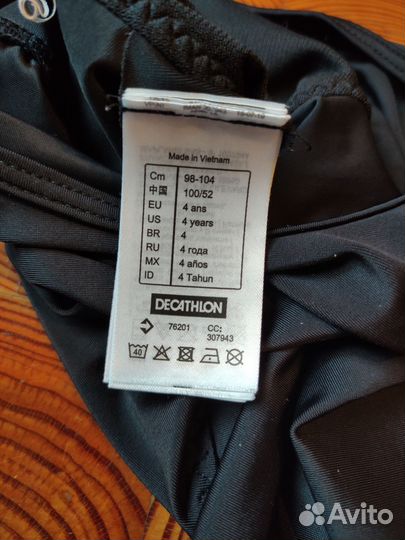 Made in Vietnam
Cm 98-104
中国 100/52
EU 4 ans
US 4 years
BR 4
RU 4 года
MX 4 años
ID 4 Tahun
DECATHLON
76201 CC:
307943
40
Avito